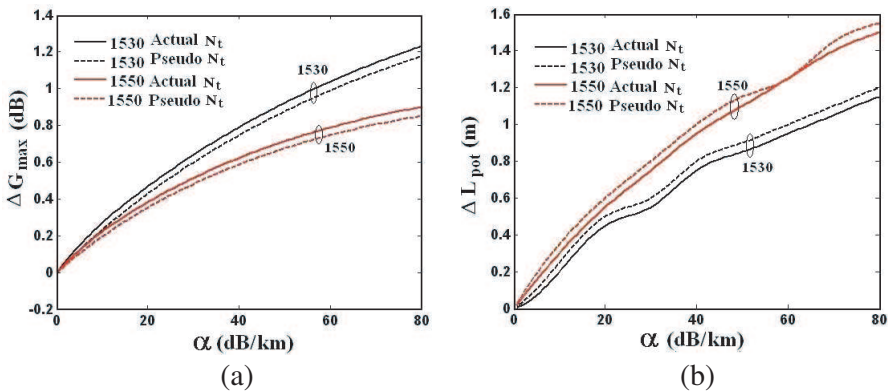 1.4
1.2
1
0.8
0.6
0.4
0.2
0
-0.2
Δ G max (dB)
1530 Actual Nt
1530 Pseudo Nt
1550 Actual Nt
1550 Pseudo Nt
1530
1550
0 20 40 60 80
α (dB/km)
(a)
1.6
1.4
1.2
1
0.8
0.6
0.4
0.2
0
Δ L pot (m)
1530 Actual Nt
1530 Pseudo Nt
1550 Actual Nt
1550 Pseudo Nt
1550
1530
0 20 40 60 80
α (dB/km)
(b)